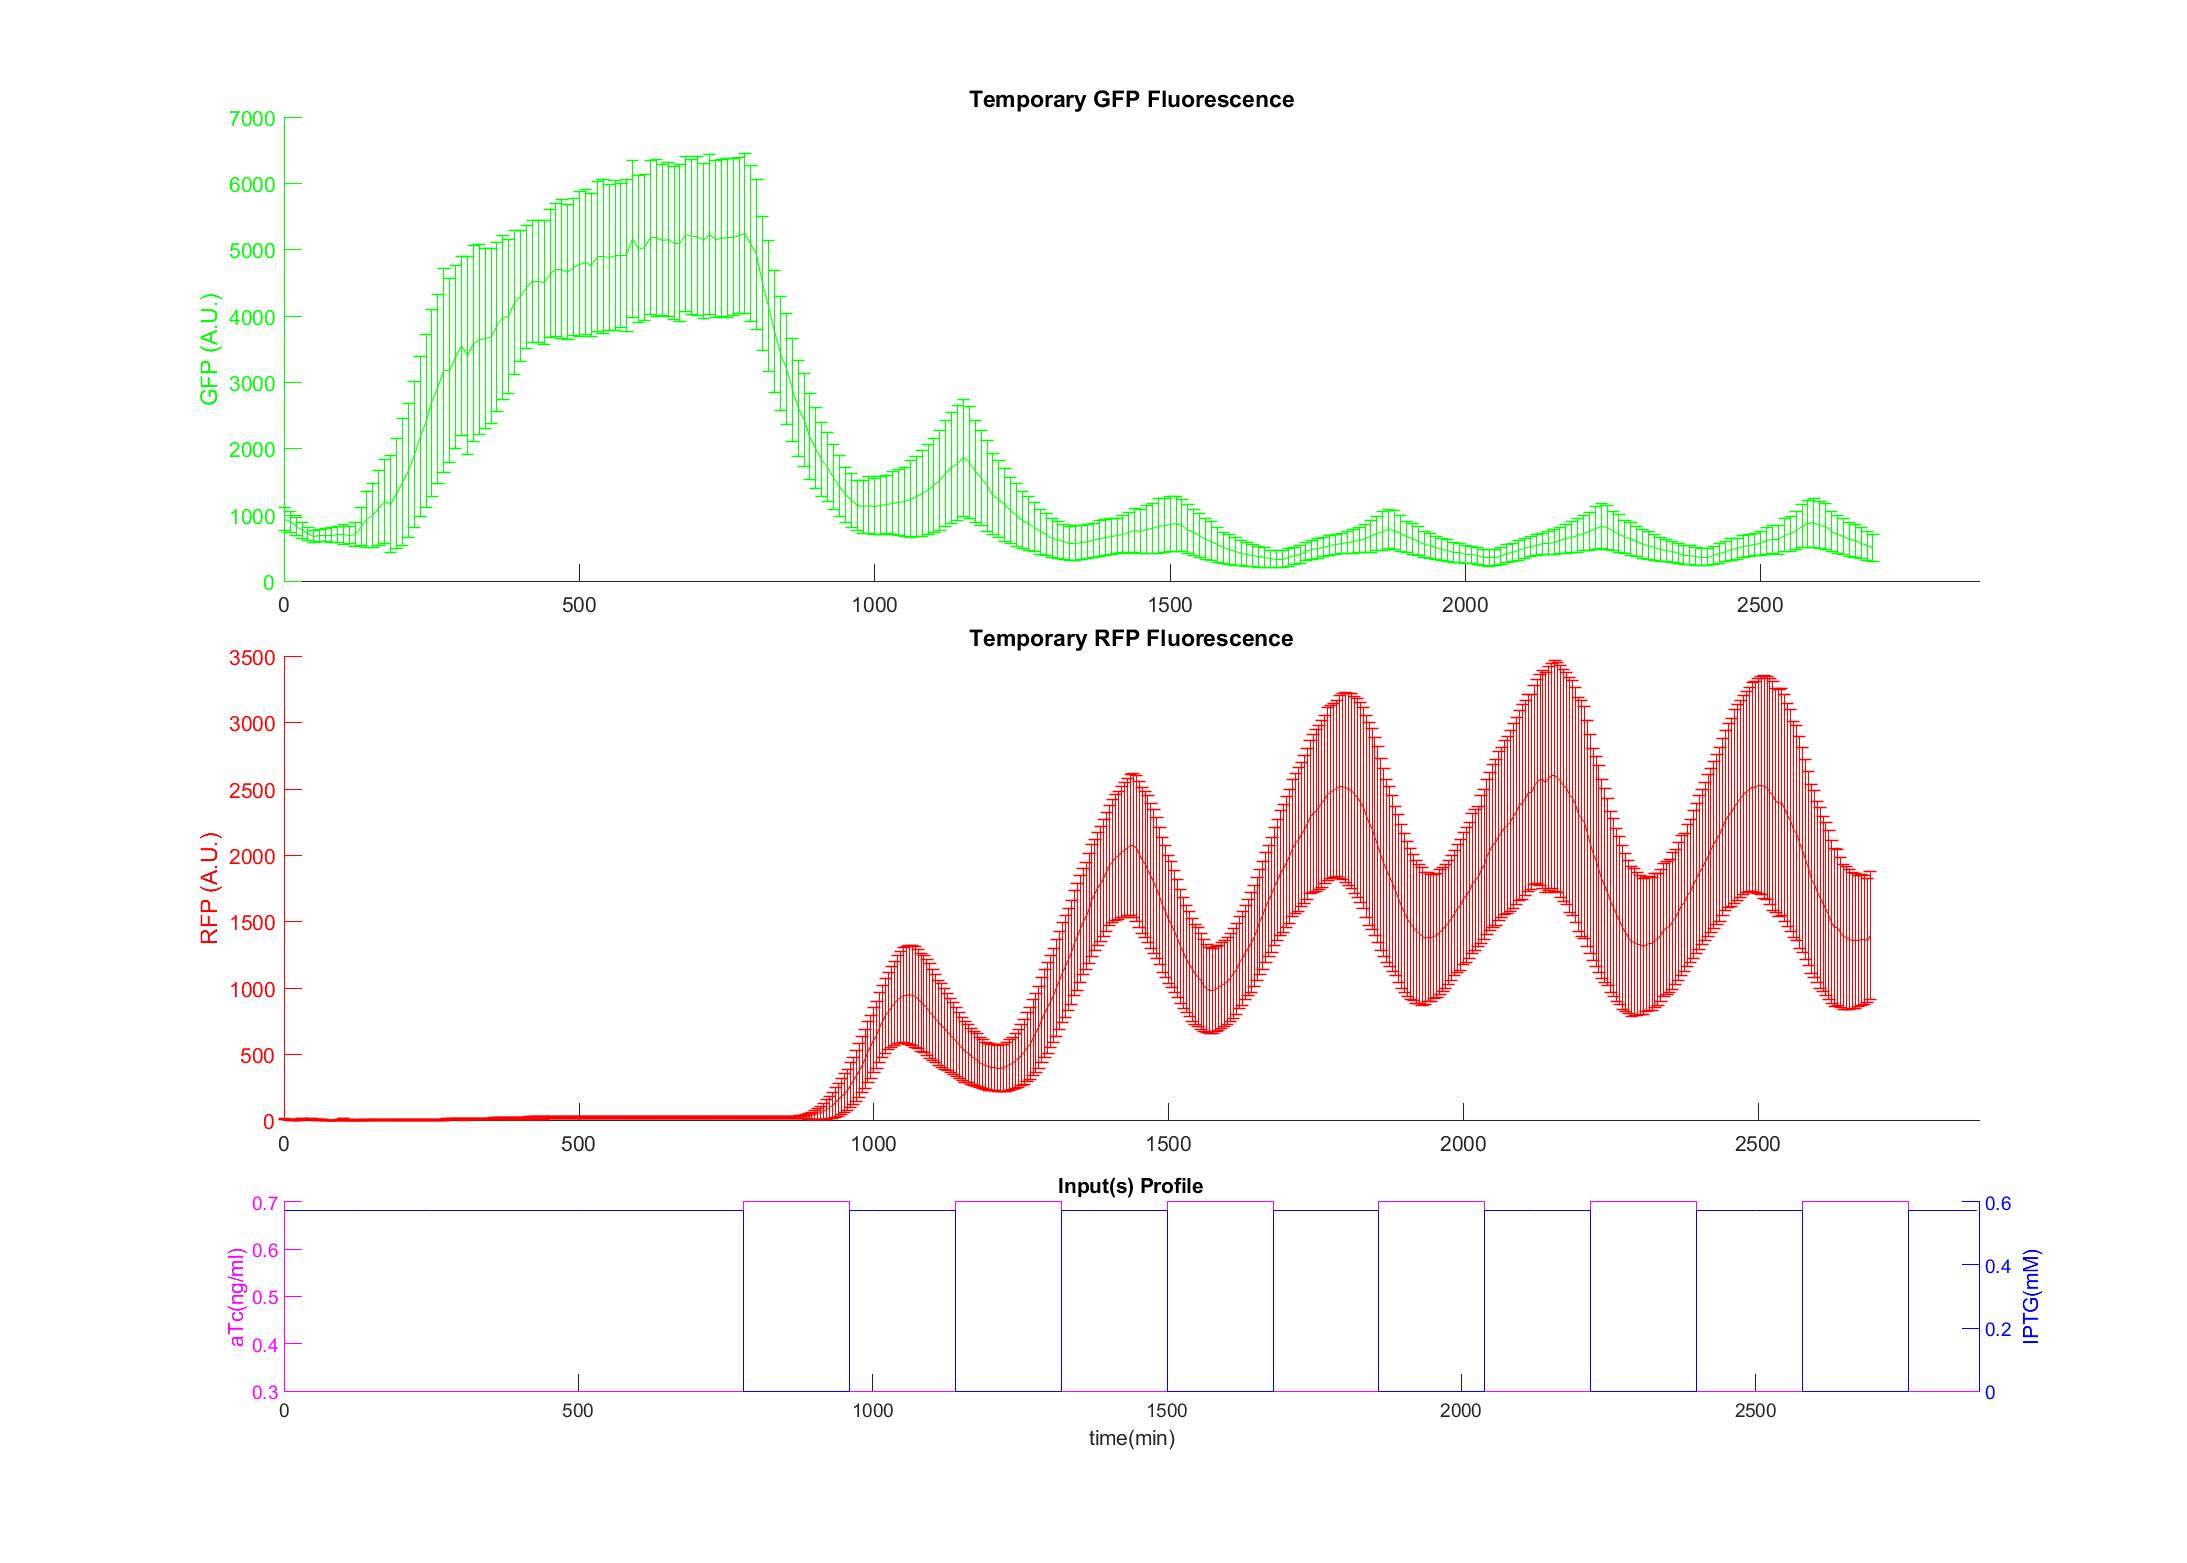 Temporary GFP Fluorescence
7000
6000
5000
4000
3000
2000
1000
0
GFP (A.U.)
0 500 1000 1500 2000 2500
Temporary RFP Fluorescence
3500
3000
2500
2000
1500
1000
500
0
RFP (A.U.)
0 500 1000 1500 2000 2500
Input(s) Profile
0.7
0.6
0.5
0.4
0.3
aTc(ng/ml)
0.6
0.4
0.2
0
IPTG(mM)
0 500 1000 1500 2000 2500
time(min)